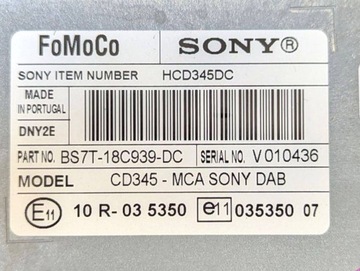 FoMoCo SONY®
SONY ITEM NUMBER HCD345DC
MADE IN PORTUGAL
DNY2E
PART NO. BS7T-18C939-DC SERIAL NO. V 010436
MODEL CD345 - MCA SONY DAB
E11 10 R- 03 5350 e11 035350 07